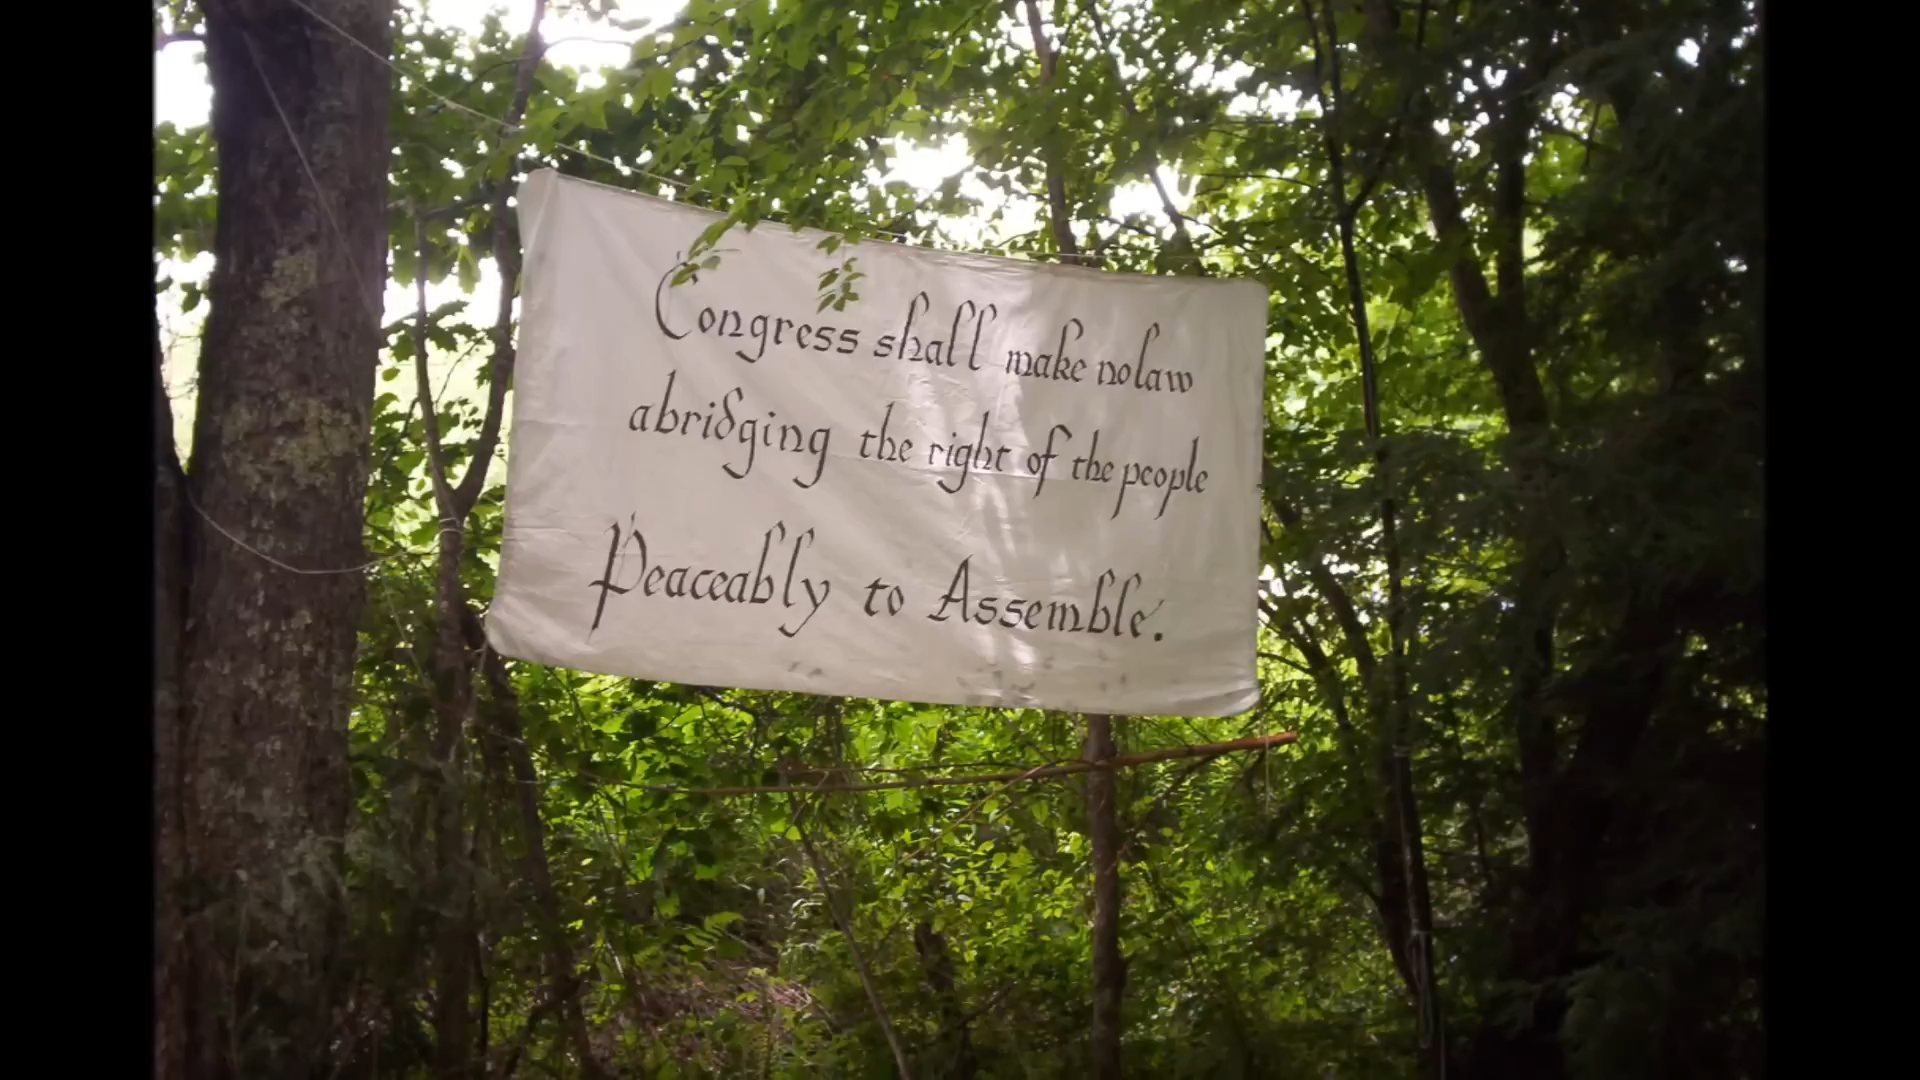 Congress shall make no law
abridging the right of the people
Peaceably to Assemble.